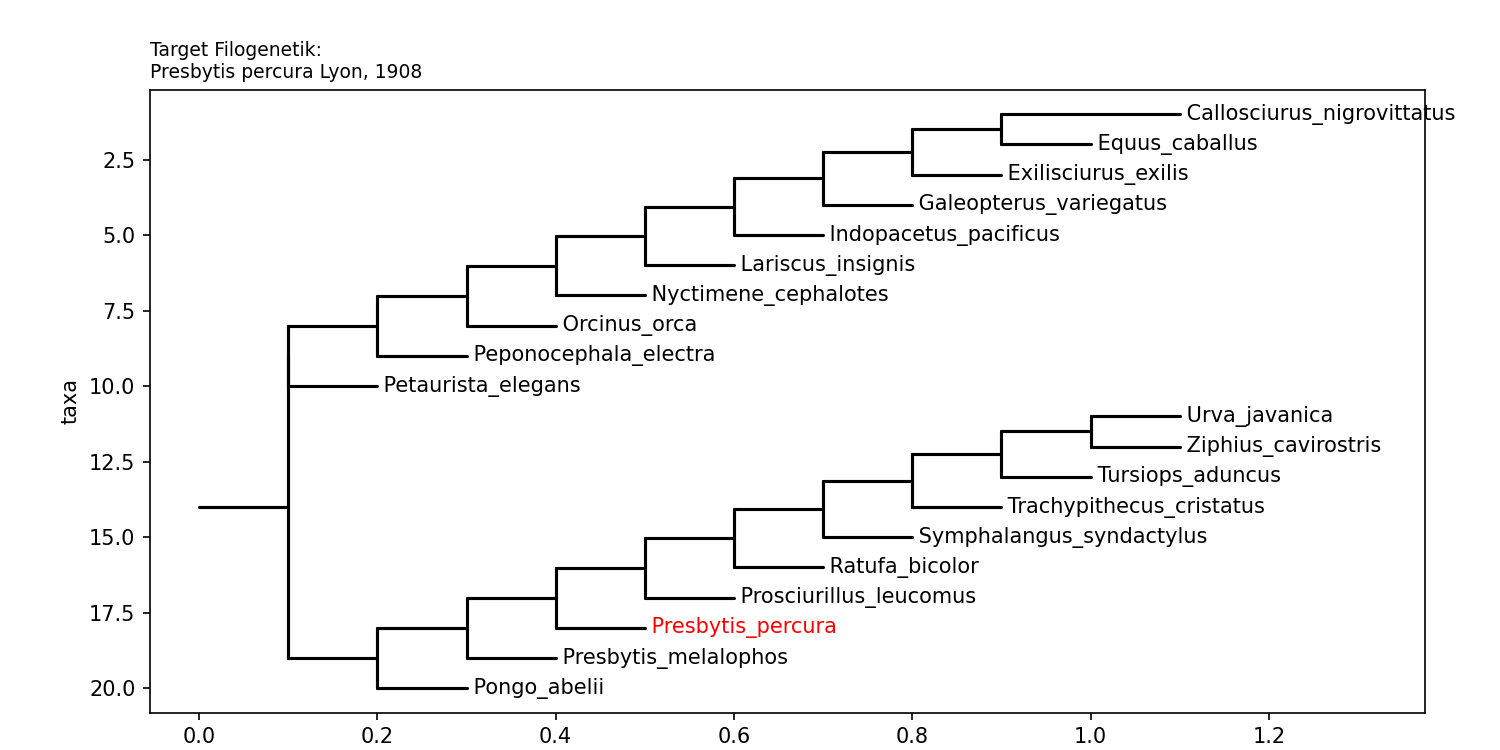 Target Filogenetik:
Presbytis percura Lyon, 1908
Callosciurus_nigrovittatus
Equus_caballus
2.5
Exilisciurus_exilis
Galeopterus_variegatus
5.0
Indopacetus_pacificus
Lariscus_insignis
Nyctimene_cephalotes
7.5
Orcinus_orca
Peponocephala_electra
10.0
Petaurista_elegans
taxa
Urva_javanica
Ziphius_cavirostris
12.5
Tursiops_aduncus
Trachypithecus_cristatus
15.0
Symphalangus_syndactylus
Ratufa_bicolor
Prosciurillus_leucomus
17.5
Presbytis_percura
Presbytis_melalophos
20.0
Pongo_abelii
0.0 0.2 0.4 0.6 0.8 1.0 1.2